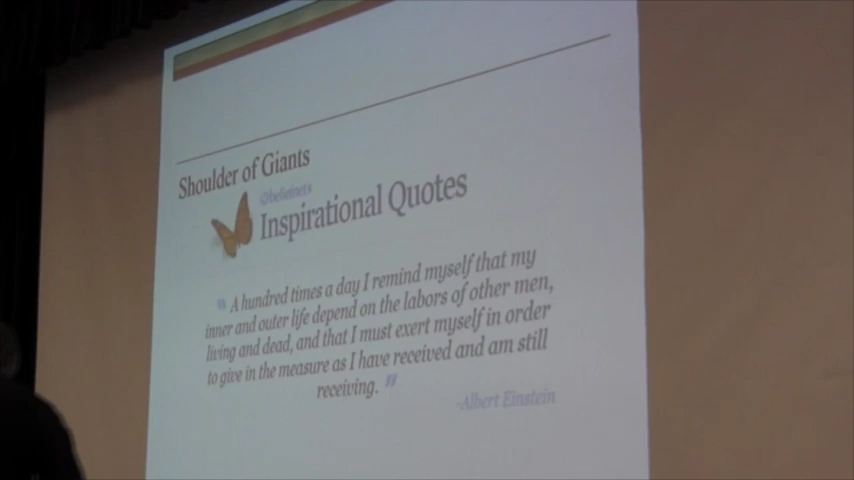 Shoulder of Giants
@beliefnet's
Inspirational Quotes
" A hundred times a day I remind myself that my
inner and outer life depend on the labors of other men,
living and dead, and that I must exert myself in order
to give in the measure as I have received and am still
receiving. "
-Albert Einstein